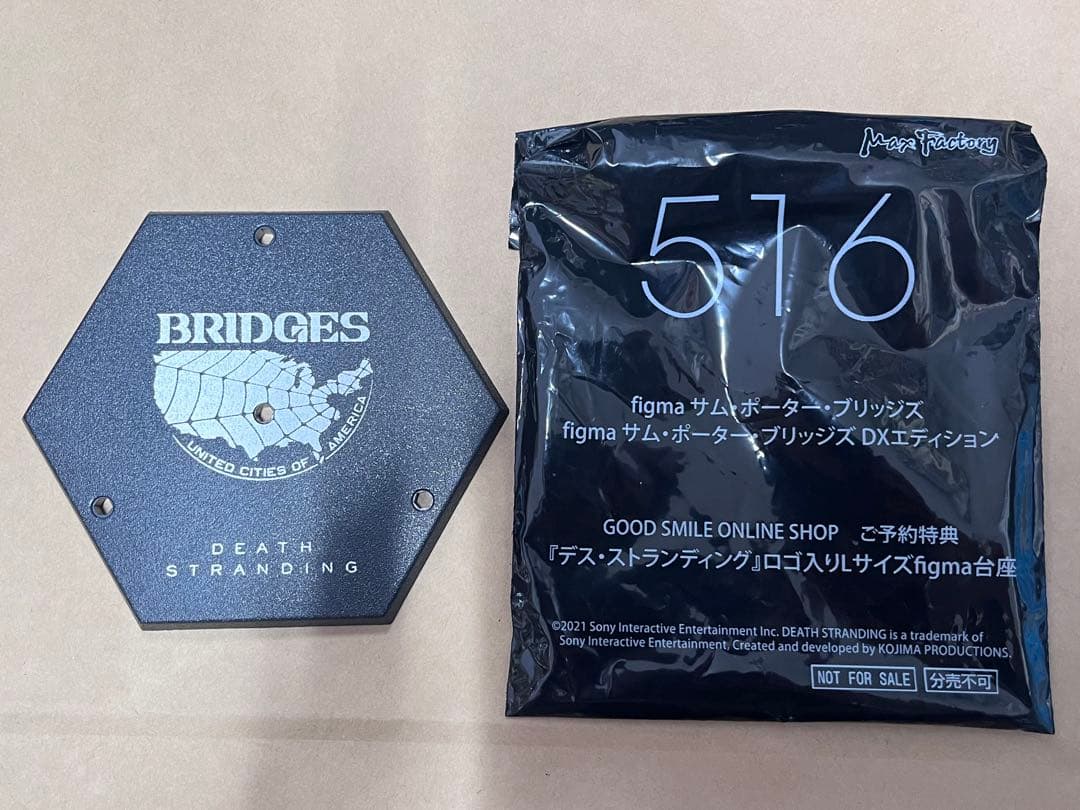 BRIDGES
UNITED CITIES OF AMERICA
DEATH
STRANDING
Max Factory
516
figma サム・ポーター・ブリッジズ
figma サム・ポーター・ブリッジズ DXエディション
GOOD SMILE ONLINE SHOP ご予約特典
『デス・ストランディング』ロゴ入りLサイズfigma台座
©2021 Sony Interactive Entertainment Inc. DEATH STRANDING is a trademark of
Sony Interactive Entertainment. Created and developed by KOJIMA PRODUCTIONS.
NOT FOR SALE 分売不可